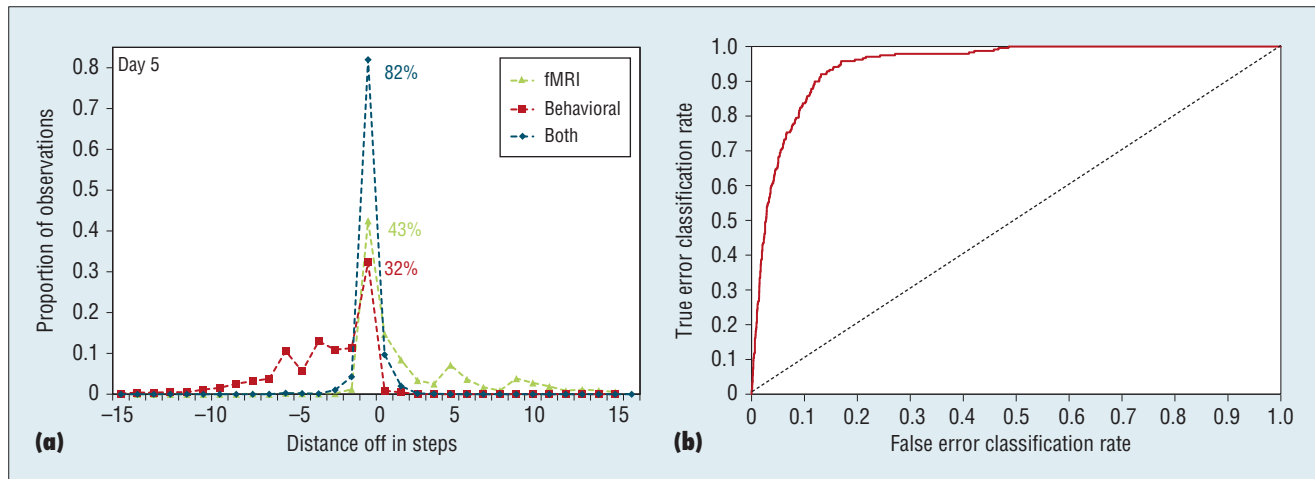 Day 5
0.8
0.7
0.6
0.5
0.4
0.3
0.2
0.1
0
Proportion of observations
82%
43%
32%
fMRI
Behavioral
Both
−15 −10 −5 0 5 10 15
Distance off in steps
(a)
1.0
0.9
0.8
0.7
0.6
0.5
0.4
0.3
0.2
0.1
0
True error classification rate
0 0.1 0.2 0.3 0.4 0.5 0.6 0.7 0.8 0.9 1.0
False error classification rate
(b)